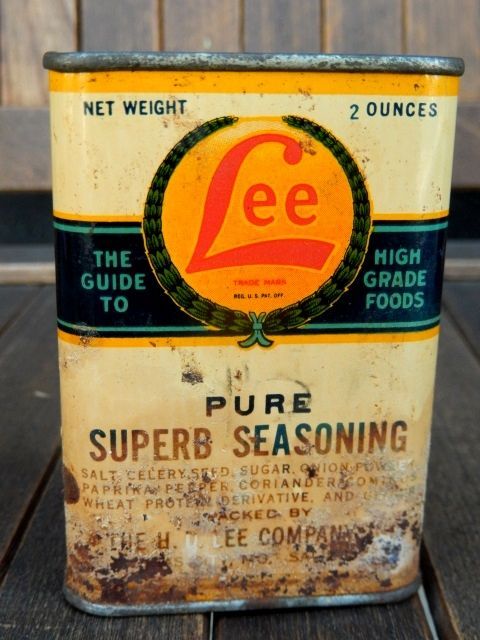 NET WEIGHT 2 OUNCES
Lee
TRADE MARK
REG. U.S. PAT. OFF.
THE GUIDE TO
HIGH GRADE FOODS
PURE
SUPERB SEASONING
SALT, CELERY SEED, SUGAR, ONION
PAPRIKA, PEPPER, CORIANDER,
WHEAT PROTEIN DERIVATIVE, AND
PACKED BY
THE H. D. LEE COMPANY